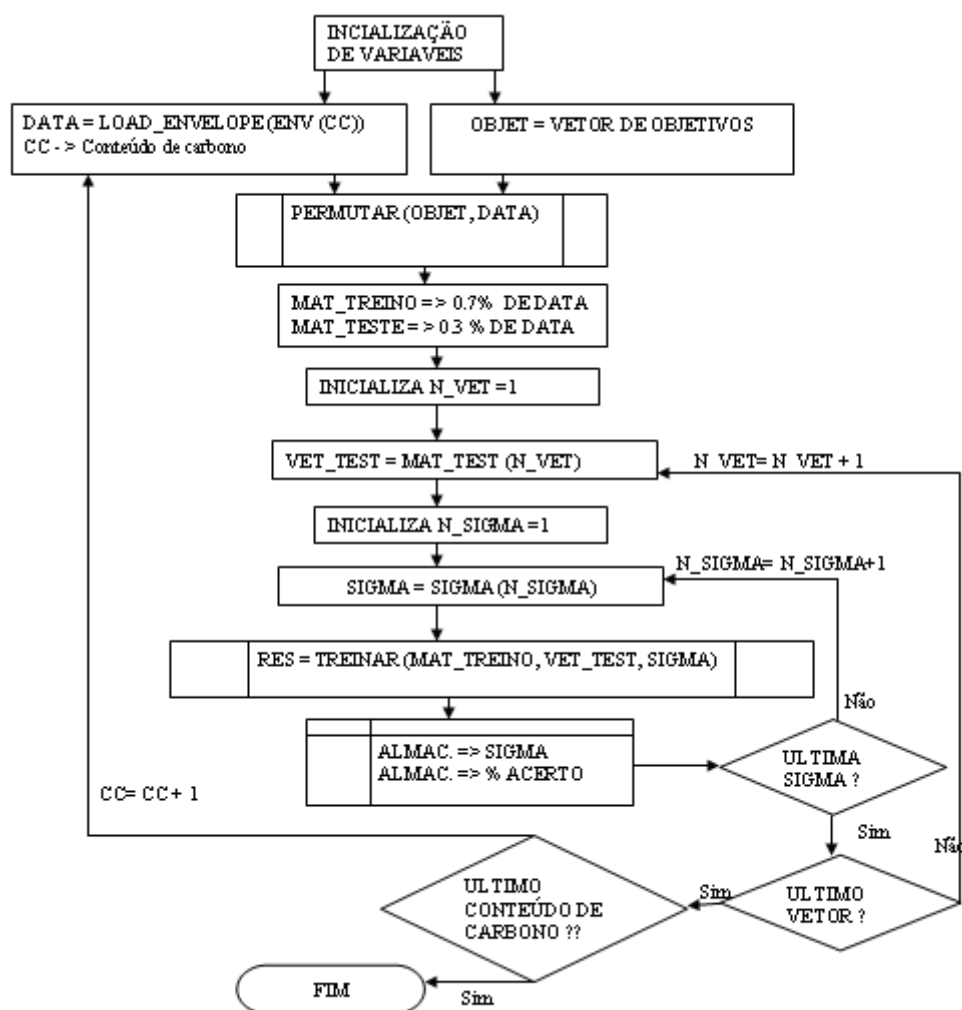 INCIALIZAÇÃO
DE VARIAVEIS
DATA = LOAD_ENVELOPE (ENV (CC))
CC - > Conteúdo de carbono
OBJET = VETOR DE OBJETIVOS
PERMUTAR (OBJET, DATA)
MAT_TREINO = > 0.7% DE DATA
MAT_TESTE = > 0.3 % DE DATA
INICIALIZA N_VET =1
VET_TEST = MAT_TEST (N_VET)
N_VET= N_VET + 1
INICIALIZA N_SIGMA =1
N_SIGMA= N_SIGMA+1
SIGMA = SIGMA (N_SIGMA)
RES = TREINAR (MAT_TREINO, VET_TEST, SIGMA)
Não
ALMAC. => SIGMA
ALMAC. => % ACERTO
ULTIMA
SIGMA ?
CC= CC + 1
Sim
Não
ULTIMO
CONTEÚDO DE
CARBONO ??
Sim
ULTIMO
VETOR ?
FIM
Sim